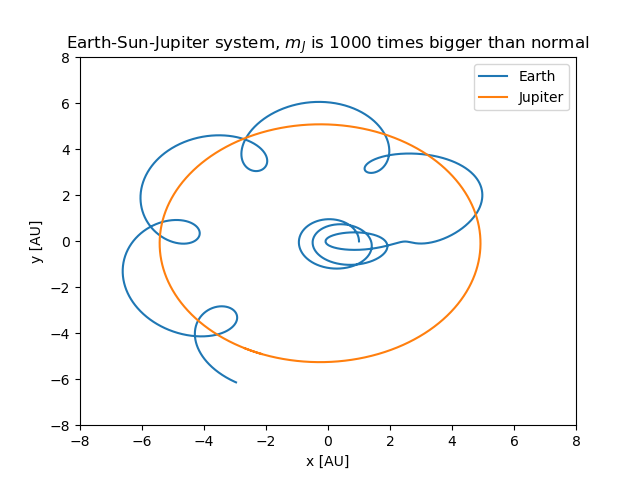 Earth-Sun-Jupiter system, m_J is 1000 times bigger than normal
Earth
Jupiter
8
6
4
2
0
−2
−4
−6
−8
y [AU]
−8 −6 −4 −2 0 2 4 6 8
x [AU]